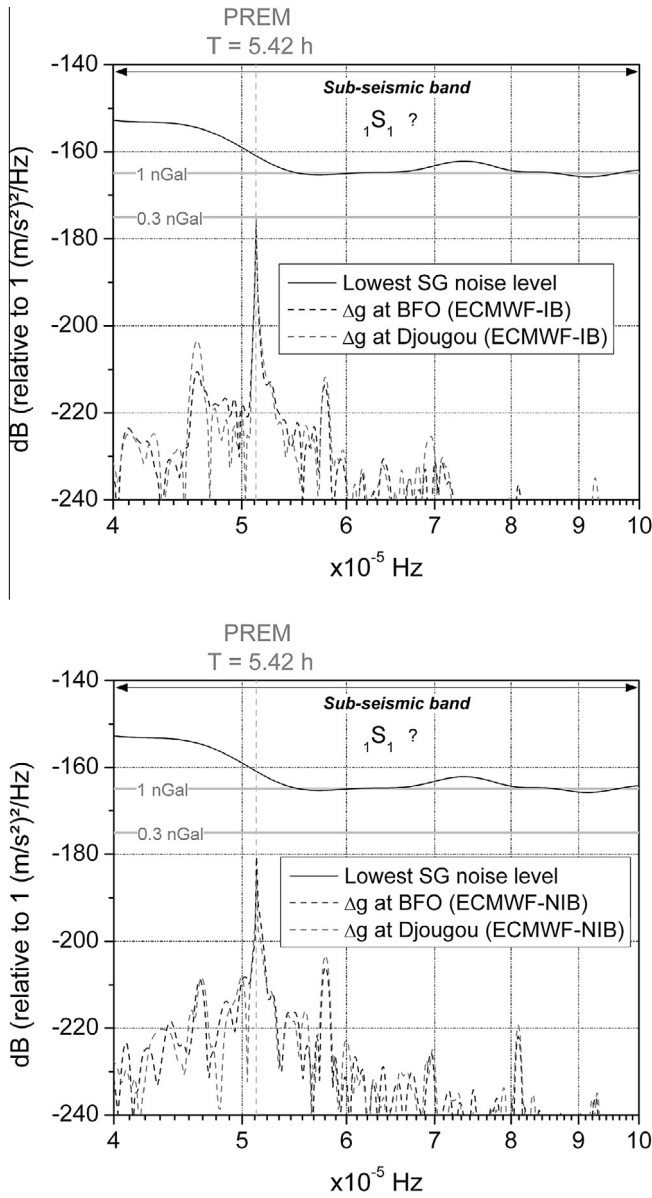 PREM
T = 5.42 h
-140
Sub-seismic band
₁S₁ ?
-160
1 nGal
0.3 nGal
-180
Lowest SG noise level
Δg at BFO (ECMWF-IB)
-200
Δg at Djougou (ECMWF-IB)
-220
-240
dB (relative to 1 (m/s²)²/Hz)
4 5 6 7 8 9 10
x10⁻⁵ Hz
PREM
T = 5.42 h
-140
Sub-seismic band
₁S₁ ?
-160
1 nGal
0.3 nGal
-180
Lowest SG noise level
Δg at BFO (ECMWF-NIB)
-200
Δg at Djougou (ECMWF-NIB)
-220
-240
dB (relative to 1 (m/s²)²/Hz)
4 5 6 7 8 9 10
x10⁻⁵ Hz